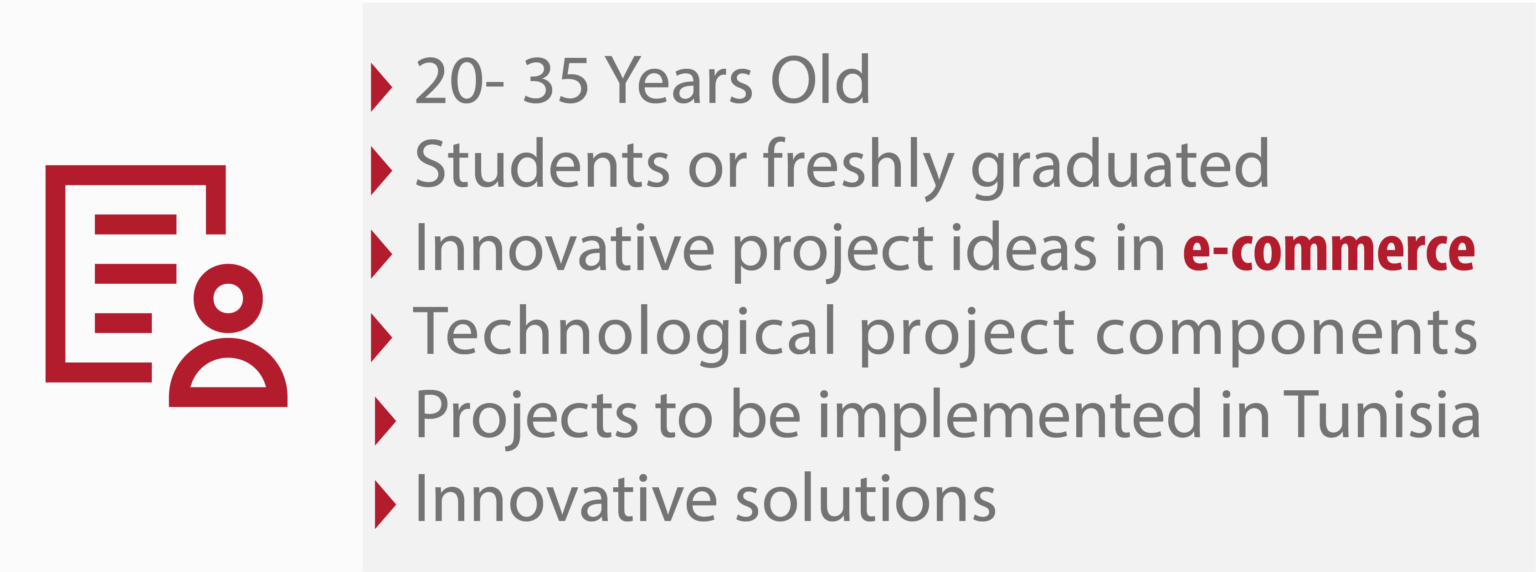 20- 35 Years Old
Students or freshly graduated
Innovative project ideas in e-commerce
Technological project components
Projects to be implemented in Tunisia
Innovative solutions